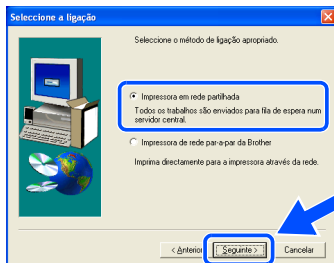 Seleccione a ligação
Seleccione o método de ligação apropriado.
Impressora em rede partilhada
Todos os trabalhos são enviados para fila de espera num
servidor central.
Impressora de rede par-a-par da Brother
Imprima directamente para a impressora através da rede.
< Anterior Seguinte > Cancelar